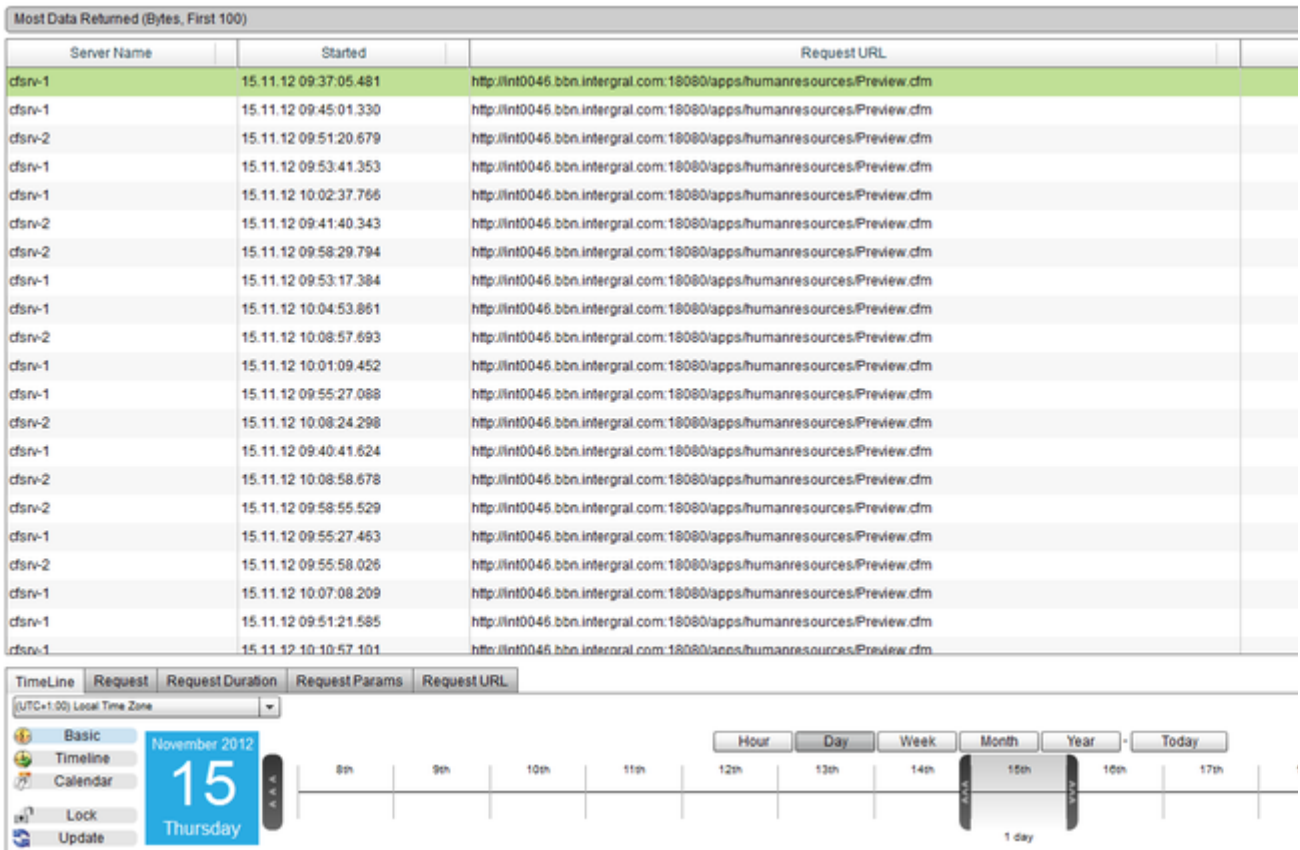 Most Data Returned (Bytes, First 100)
Server Name Started Request URL
cfsrv-1 15.11.12 09:37:05.481 http://int0046.bbn.intergral.com:18080/apps/humanresources/Preview.cfm
cfsrv-1 15.11.12 09:45:01.330 http://int0046.bbn.intergral.com:18080/apps/humanresources/Preview.cfm
cfsrv-2 15.11.12 09:51:20.679 http://int0046.bbn.intergral.com:18080/apps/humanresources/Preview.cfm
cfsrv-1 15.11.12 09:53:41.353 http://int0046.bbn.intergral.com:18080/apps/humanresources/Preview.cfm
cfsrv-1 15.11.12 10:02:37.766 http://int0046.bbn.intergral.com:18080/apps/humanresources/Preview.cfm
cfsrv-2 15.11.12 09:41:40.343 http://int0046.bbn.intergral.com:18080/apps/humanresources/Preview.cfm
cfsrv-2 15.11.12 09:58:29.794 http://int0046.bbn.intergral.com:18080/apps/humanresources/Preview.cfm
cfsrv-1 15.11.12 09:53:17.384 http://int0046.bbn.intergral.com:18080/apps/humanresources/Preview.cfm
cfsrv-1 15.11.12 10:04:53.861 http://int0046.bbn.intergral.com:18080/apps/humanresources/Preview.cfm
cfsrv-2 15.11.12 10:08:57.693 http://int0046.bbn.intergral.com:18080/apps/humanresources/Preview.cfm
cfsrv-1 15.11.12 10:01:09.452 http://int0046.bbn.intergral.com:18080/apps/humanresources/Preview.cfm
cfsrv-1 15.11.12 09:55:27.088 http://int0046.bbn.intergral.com:18080/apps/humanresources/Preview.cfm
cfsrv-2 15.11.12 10:08:24.298 http://int0046.bbn.intergral.com:18080/apps/humanresources/Preview.cfm
cfsrv-1 15.11.12 09:40:41.624 http://int0046.bbn.intergral.com:18080/apps/humanresources/Preview.cfm
cfsrv-2 15.11.12 10:08:58.678 http://int0046.bbn.intergral.com:18080/apps/humanresources/Preview.cfm
cfsrv-2 15.11.12 09:58:55.529 http://int0046.bbn.intergral.com:18080/apps/humanresources/Preview.cfm
cfsrv-1 15.11.12 09:55:27.463 http://int0046.bbn.intergral.com:18080/apps/humanresources/Preview.cfm
cfsrv-2 15.11.12 09:55:58.026 http://int0046.bbn.intergral.com:18080/apps/humanresources/Preview.cfm
cfsrv-1 15.11.12 10:07:08.209 http://int0046.bbn.intergral.com:18080/apps/humanresources/Preview.cfm
cfsrv-1 15.11.12 09:51:21.585 http://int0046.bbn.intergral.com:18080/apps/humanresources/Preview.cfm
cfsrv-1 15.11.12 10:10:57.101 http://int0046.bbn.intergral.com:18080/apps/humanresources/Preview.cfm
TimeLine Request Request Duration Request Params Request URL
(UTC+1:00) Local Time Zone
Basic
Timeline
Calendar
Lock
Update
November 2012
15
Thursday
Hour Day Week Month Year - Today
8th 9th 10th 11th 12th 13th 14th 15th 16th 17th
1 day